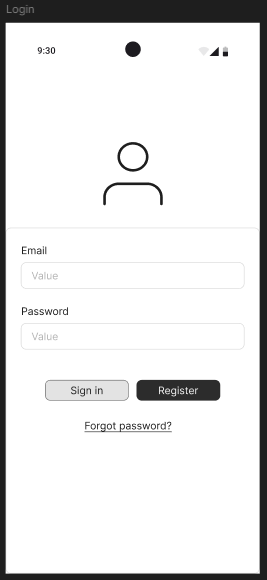 Login
9:30
Email
Value
Password
Value
Sign in Register
Forgot password?